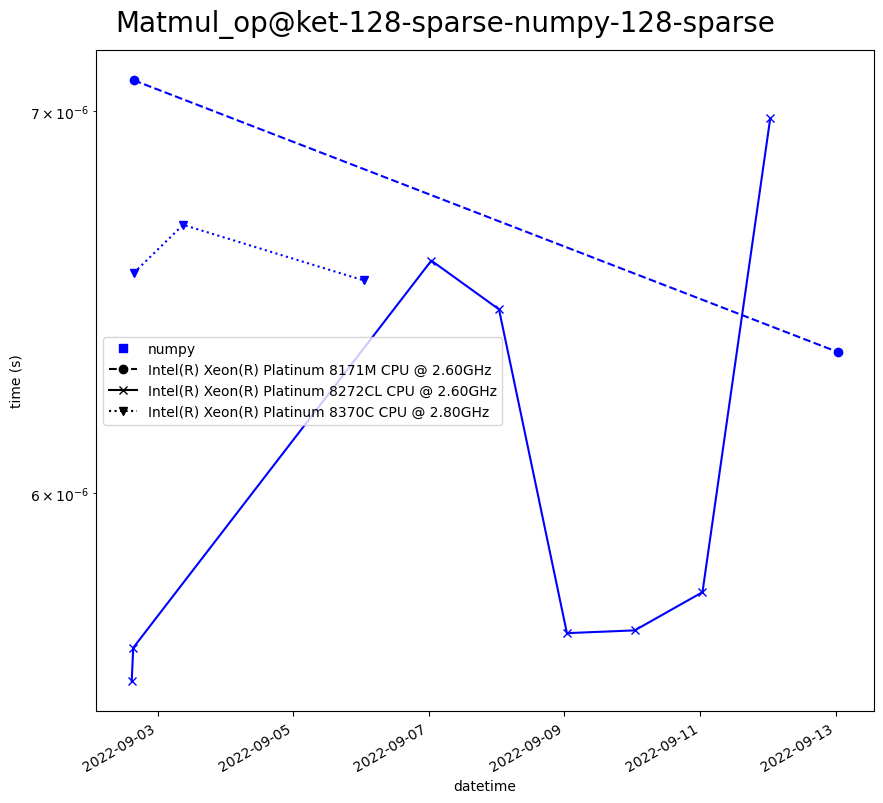 Matmul_op@ket-128-sparse-numpy-128-sparse
7 × 10⁻⁶
6 × 10⁻⁶
time (s)
numpy
Intel(R) Xeon(R) Platinum 8171M CPU @ 2.60GHz
Intel(R) Xeon(R) Platinum 8272CL CPU @ 2.60GHz
Intel(R) Xeon(R) Platinum 8370C CPU @ 2.80GHz
2022-09-03
2022-09-05
2022-09-07
2022-09-09
2022-09-11
2022-09-13
datetime